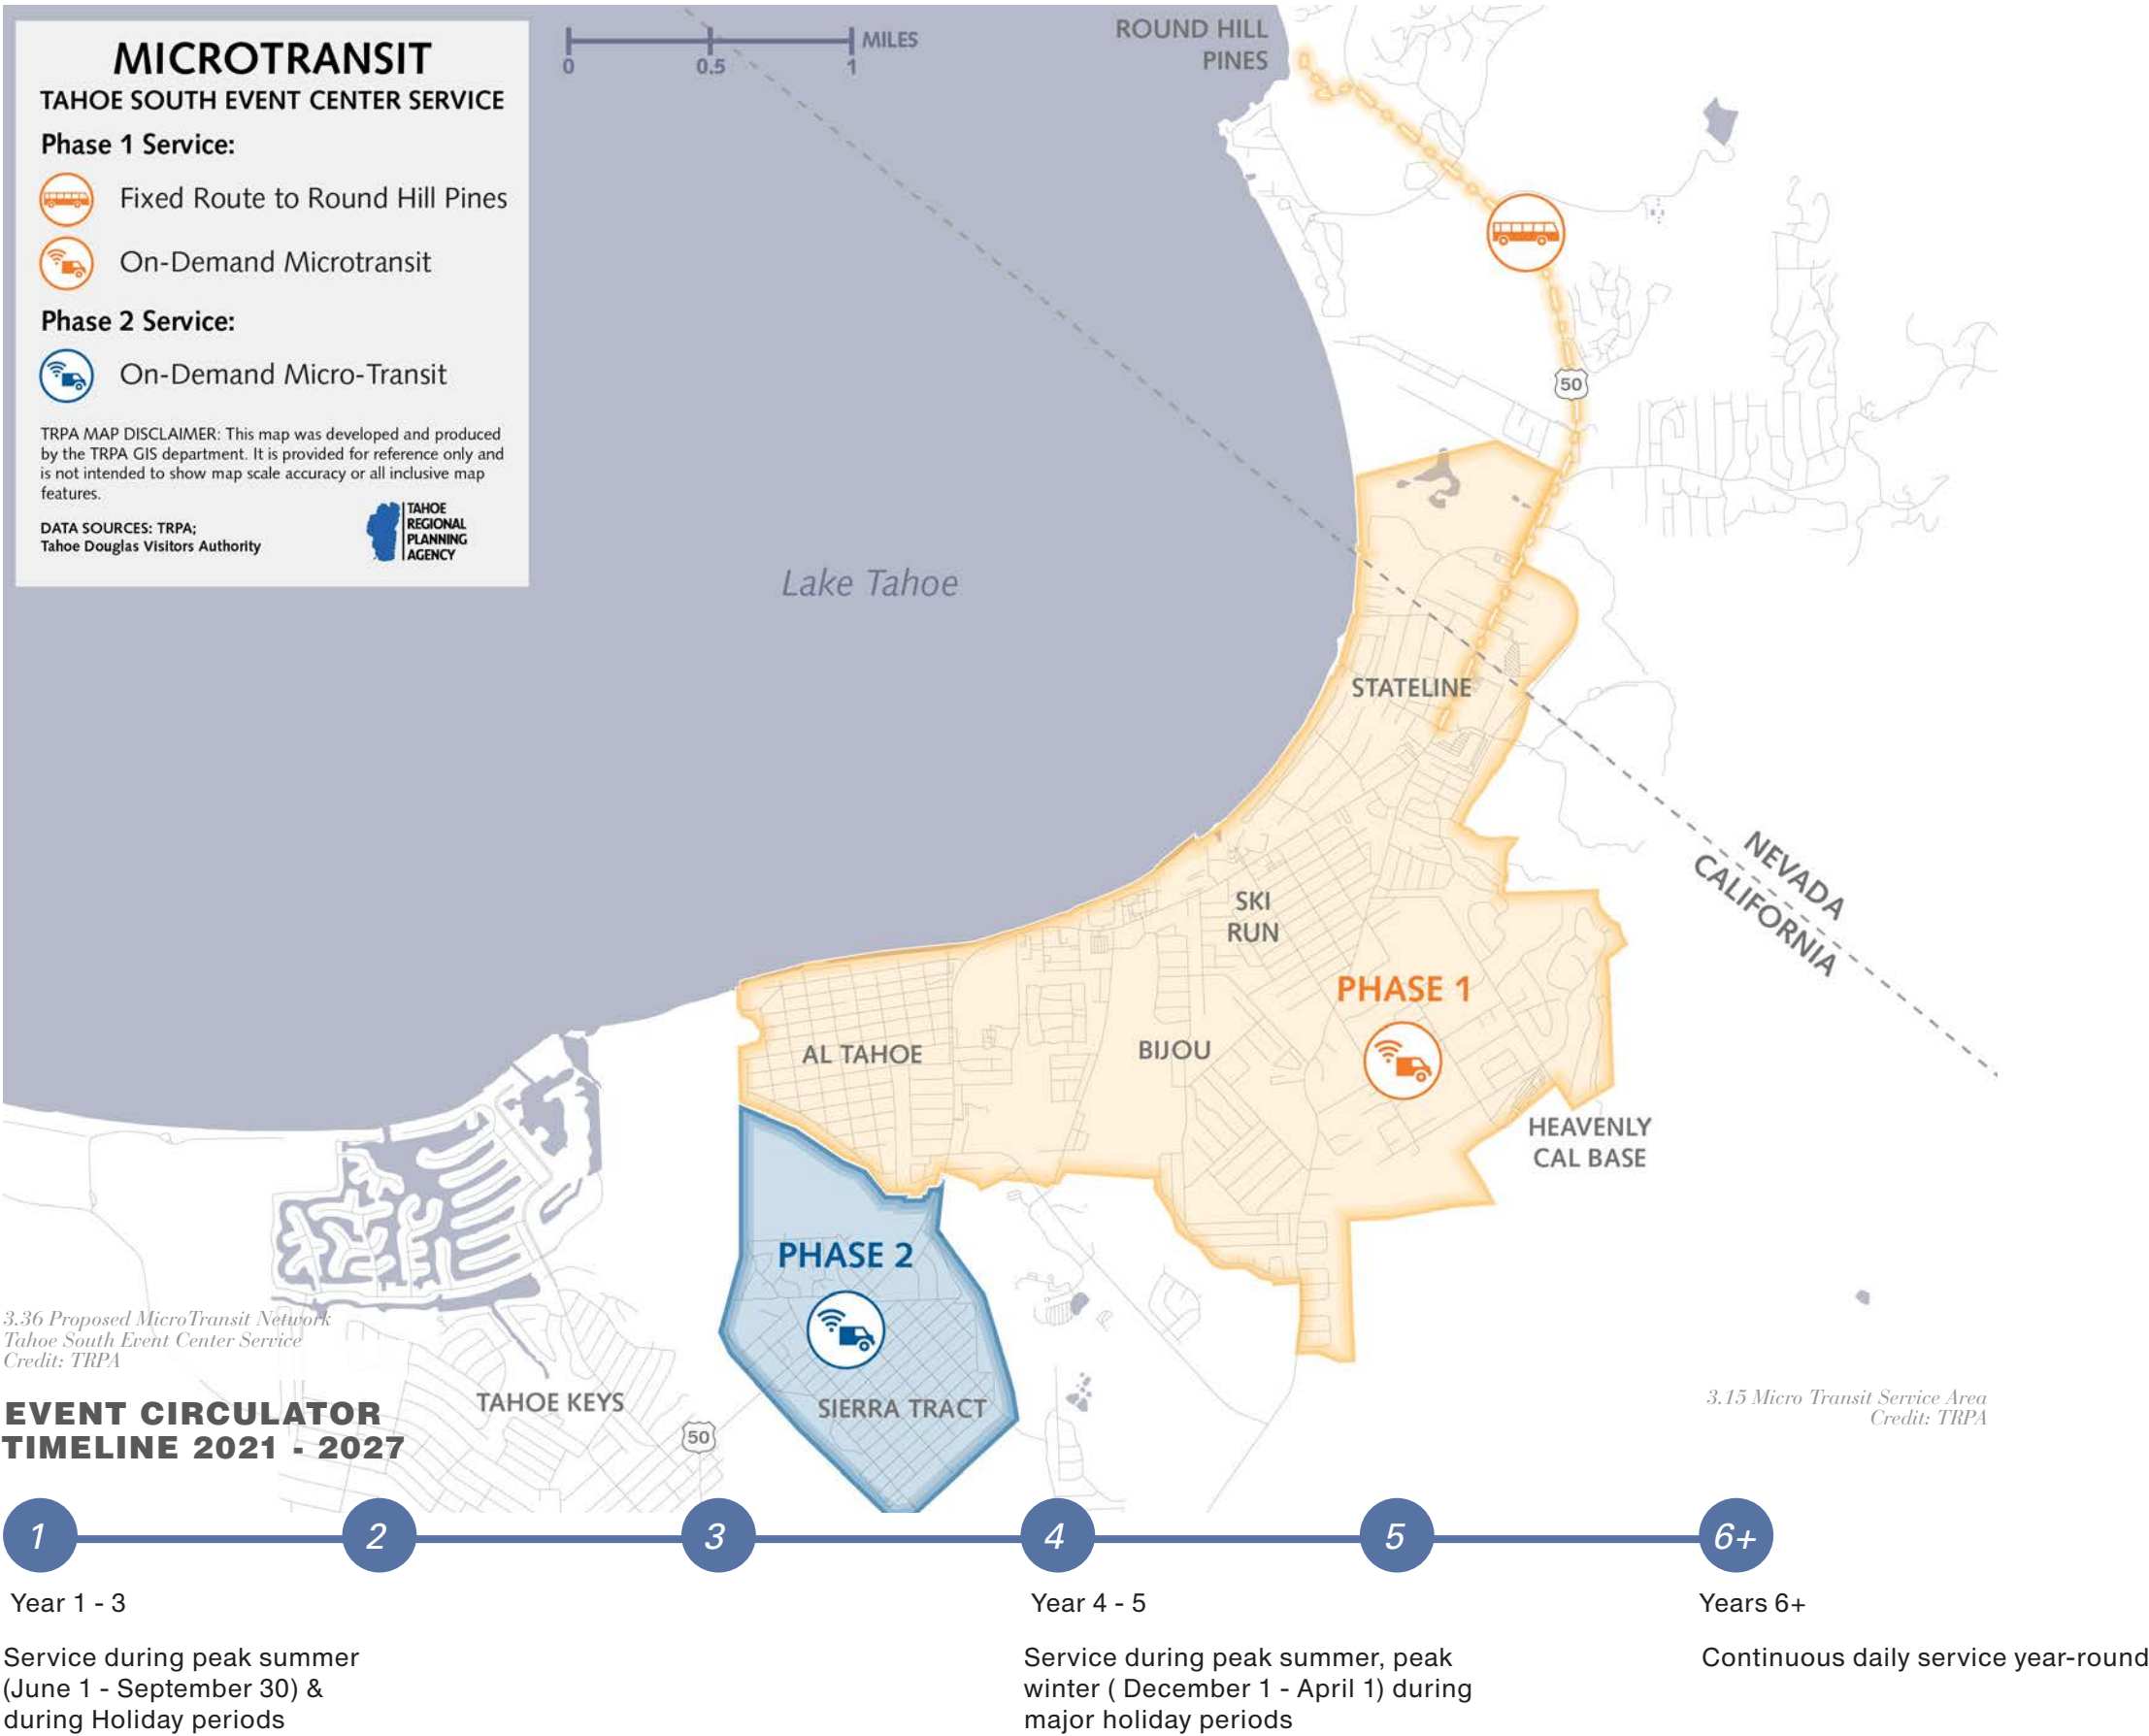 MICROTRANSIT
TAHOE SOUTH EVENT CENTER SERVICE
Phase 1 Service:
Fixed Route to Round Hill Pines
On-Demand Microtransit
Phase 2 Service:
On-Demand Micro-Transit
TRPA MAP DISCLAIMER: This map was developed and produced
by the TRPA GIS department. It is provided for reference only and
is not intended to show map scale accuracy or all inclusive map
features.
DATA SOURCES: TRPA;
Tahoe Douglas Visitors Authority
TAHOE
REGIONAL
PLANNING
AGENCY
MILES
0 0.5 1
ROUND HILL
PINES
50
Lake Tahoe
STATELINE
NEVADA
CALIFORNIA
SKI
RUN
PHASE 1
AL TAHOE
BIJOU
HEAVENLY
CAL BASE
PHASE 2
SIERRA TRACT
TAHOE KEYS
50
3.36 Proposed MicroTransit Network
Tahoe South Event Center Service
Credit: TRPA
3.15 Micro Transit Service Area
Credit: TRPA
EVENT CIRCULATOR
TIMELINE 2021 - 2027
1 2 3 4 5 6+
Year 1 - 3
Service during peak summer
(June 1 - September 30) &
during Holiday periods
Year 4 - 5
Service during peak summer, peak
winter ( December 1 - April 1) during
major holiday periods
Years 6+
Continuous daily service year-round